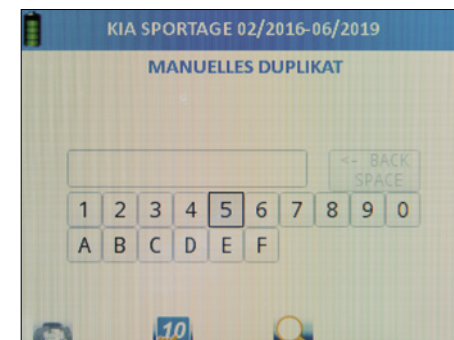 KIA SPORTAGE 02/2016-06/2019
MANUELLES DUPLIKAT
<- BACK
SPACE
1 2 3 4 5 6 7 8 9 0
A B C D E F
10